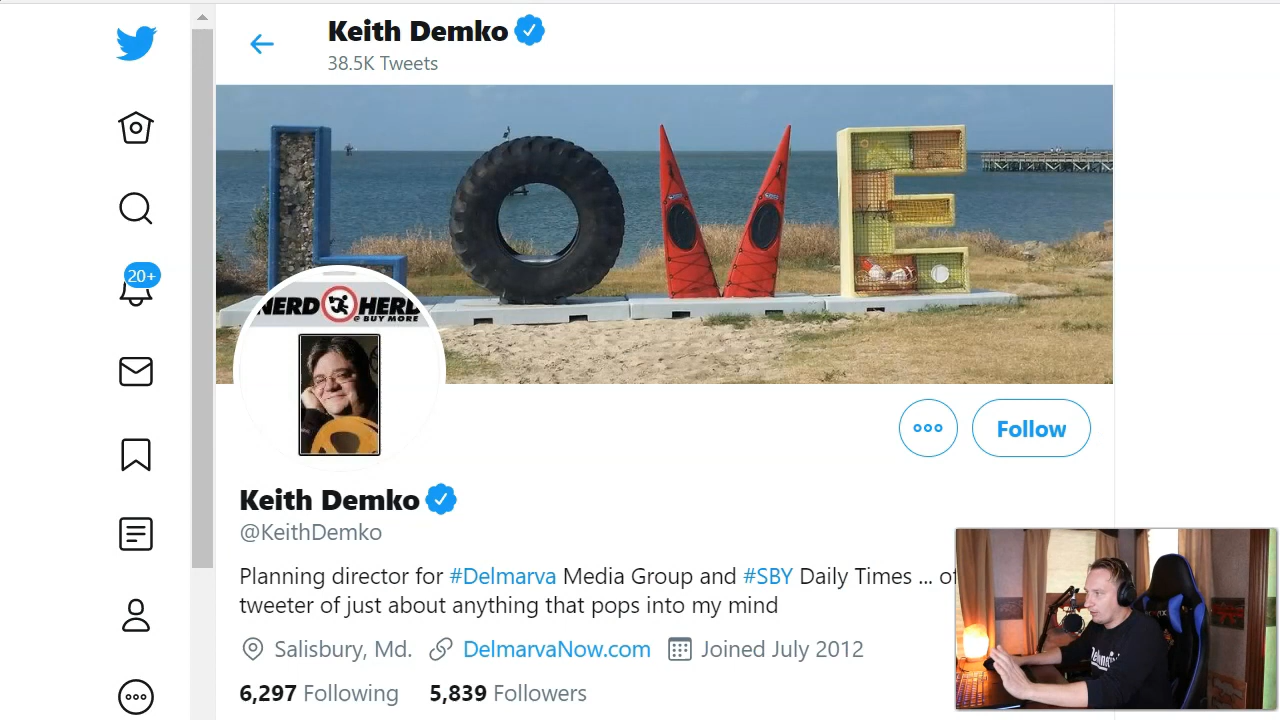 Keith Demko
38.5K Tweets
LOVE
20+
NERD HERD
@ BUY MORE
Follow
Keith Demko
@KeithDemko
Planning director for #Delmarva Media Group and #SBY Daily Times ... of
tweeter of just about anything that pops into my mind
Salisbury, Md. DelmarvaNow.com Joined July 2012
6,297 Following 5,839 Followers